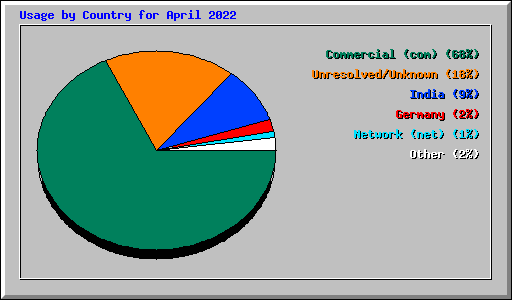 Usage by Country for April 2022
Commercial (com) (68%)
Unresolved/Unknown (18%)
India (9%)
Germany (2%)
Network (net) (1%)
Other (2%)